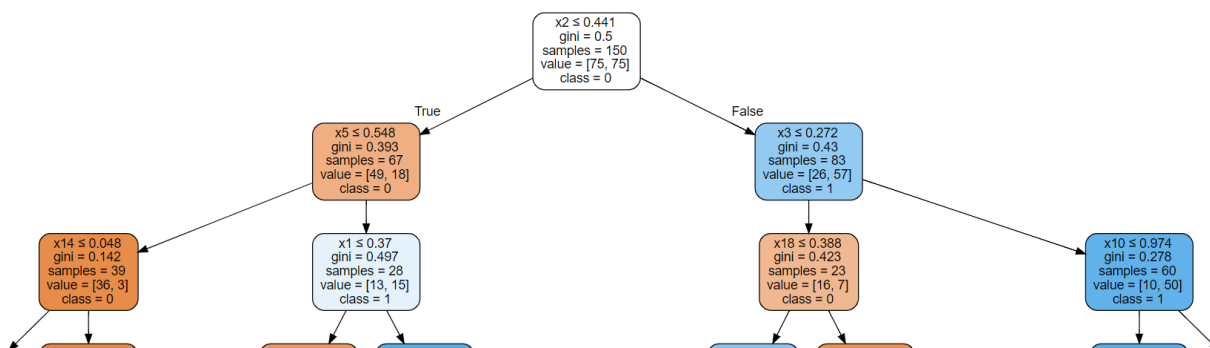 x2 ≤ 0.441
gini = 0.5
samples = 150
value = [75, 75]
class = 0
True
False
x5 ≤ 0.548
gini = 0.393
samples = 67
value = [49, 18]
class = 0
x3 ≤ 0.272
gini = 0.43
samples = 83
value = [26, 57]
class = 1
x14 ≤ 0.048
gini = 0.142
samples = 39
value = [36, 3]
class = 0
x1 ≤ 0.37
gini = 0.497
samples = 28
value = [13, 15]
class = 1
x18 ≤ 0.388
gini = 0.423
samples = 23
value = [16, 7]
class = 0
x10 ≤ 0.974
gini = 0.278
samples = 60
value = [10, 50]
class = 1